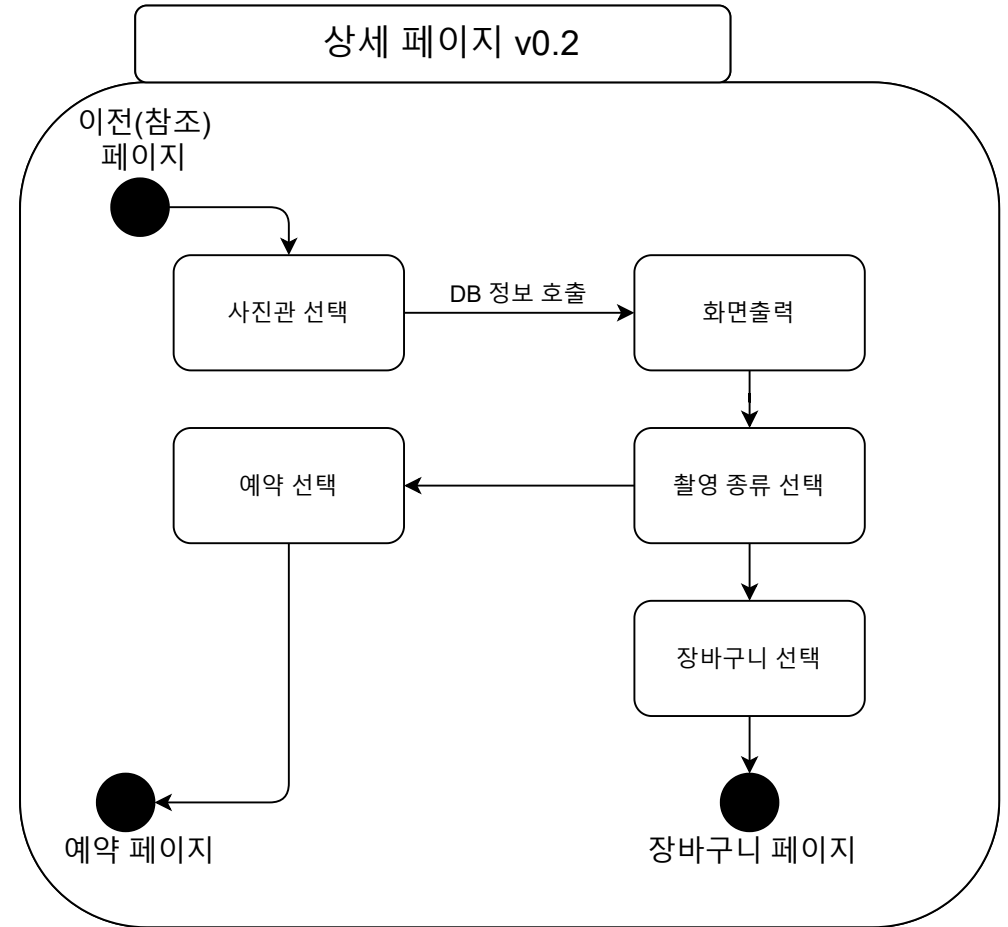 상세 페이지 v0.2
이전(참조)
페이지
사진관 선택
DB 정보 호출
화면출력
예약 선택
촬영 종류 선택
장바구니 선택
예약 페이지
장바구니 페이지